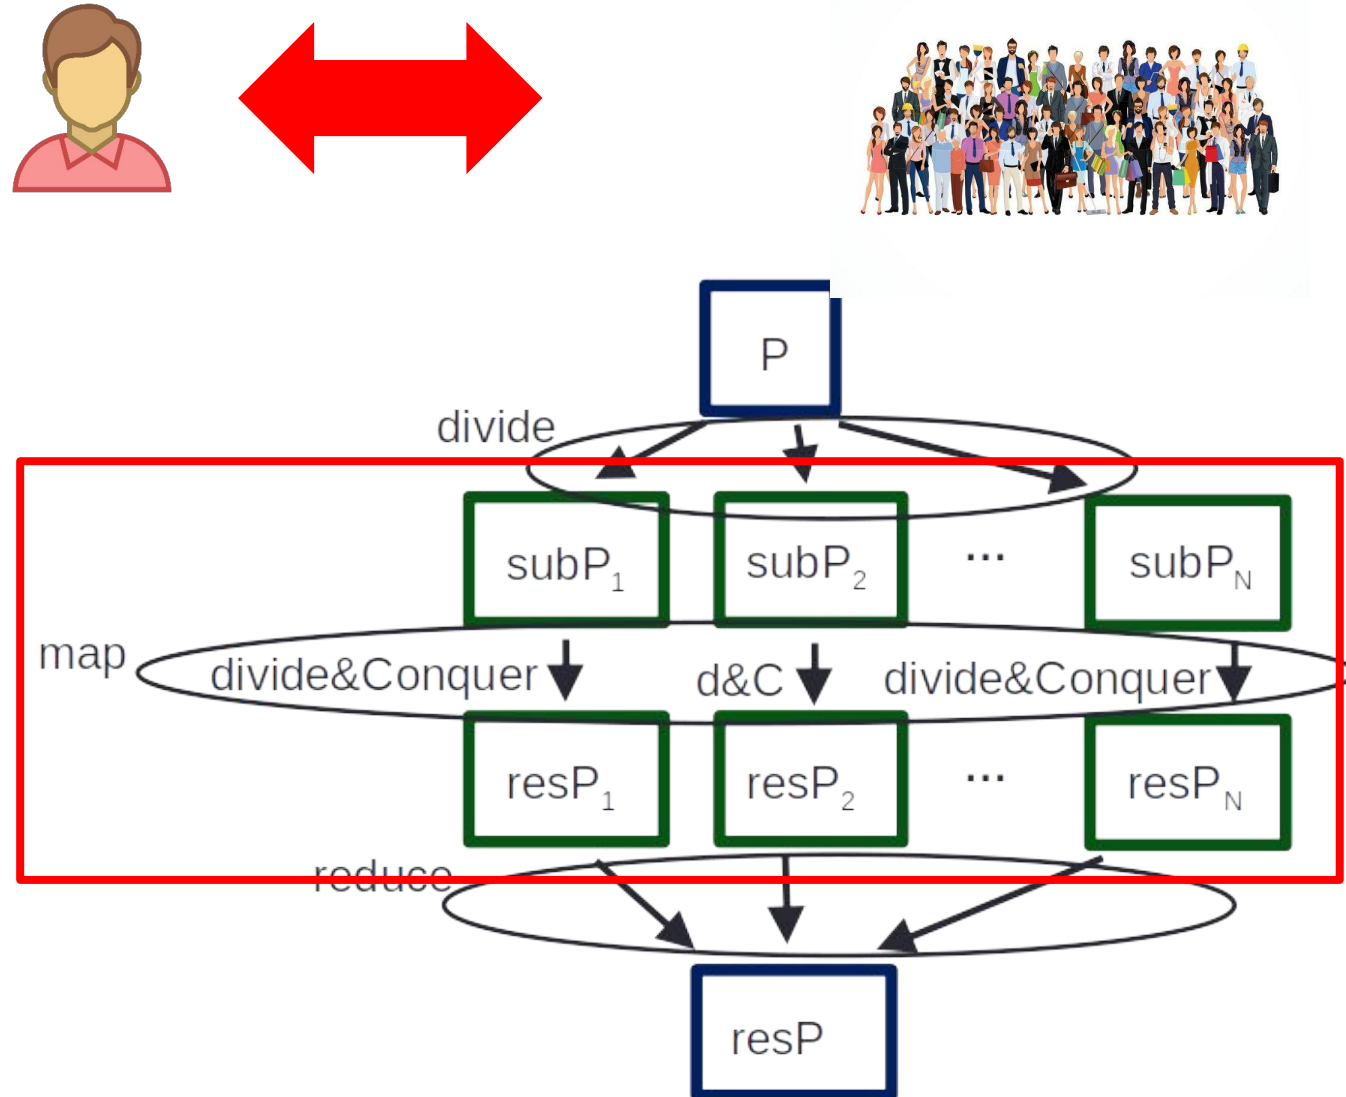 P
divide
subP1 subP2 ... subPN
map divide&Conquer d&C divide&Conquer
resP1 resP2 ... resPN
reduce
resP